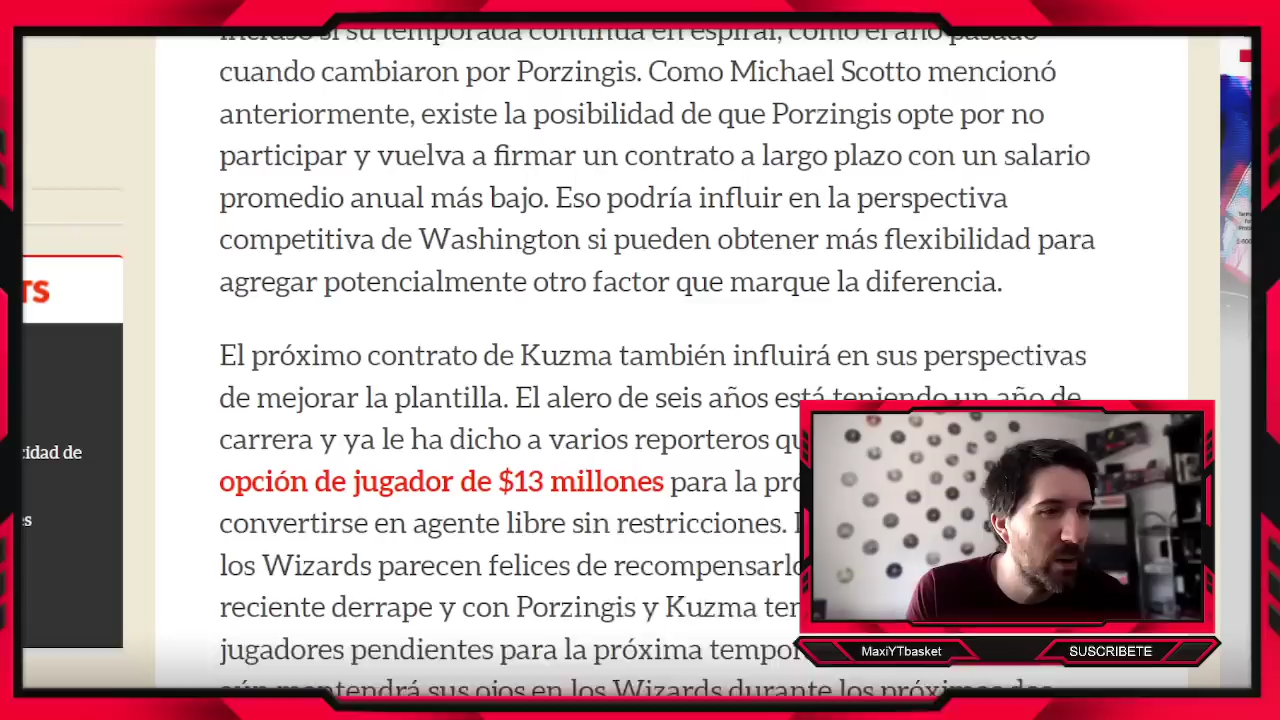 incluso si su temporada continúa en espiral, como el año pasado
cuando cambiaron por Porzingis. Como Michael Scotto mencionó
anteriormente, existe la posibilidad de que Porzingis opte por no
participar y vuelva a firmar un contrato a largo plazo con un salario
promedio anual más bajo. Eso podría influir en la perspectiva
competitiva de Washington si pueden obtener más flexibilidad para
agregar potencialmente otro factor que marque la diferencia.
El próximo contrato de Kuzma también influirá en sus perspectivas
de mejorar la plantilla. El alero de seis años está teniendo un año de
carrera y ya le ha dicho a varios reporteros
opción de jugador de $13 millones para la
convertirse en agente libre sin restricciones.
los Wizards parecen felices de
reciente derrape y con Porzingis y Kuzma
jugadores pendientes para la próxima
aún mantendrá sus ojos en los Wizards durante los próximos dos
TS
cidad de
es
MaxiYTbasket
SUSCRIBETE